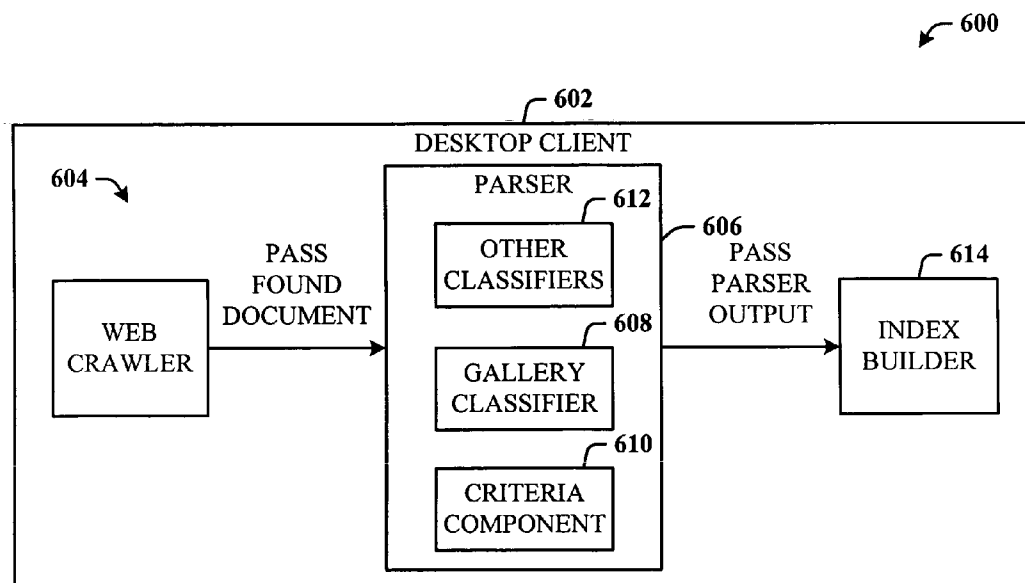 600
602
DESKTOP CLIENT
604
PARSER
612
OTHER
CLASSIFIERS
606
PASS
FOUND
DOCUMENT
PASS
PARSER
OUTPUT
614
WEB
CRAWLER
608
GALLERY
CLASSIFIER
INDEX
BUILDER
610
CRITERIA
COMPONENT